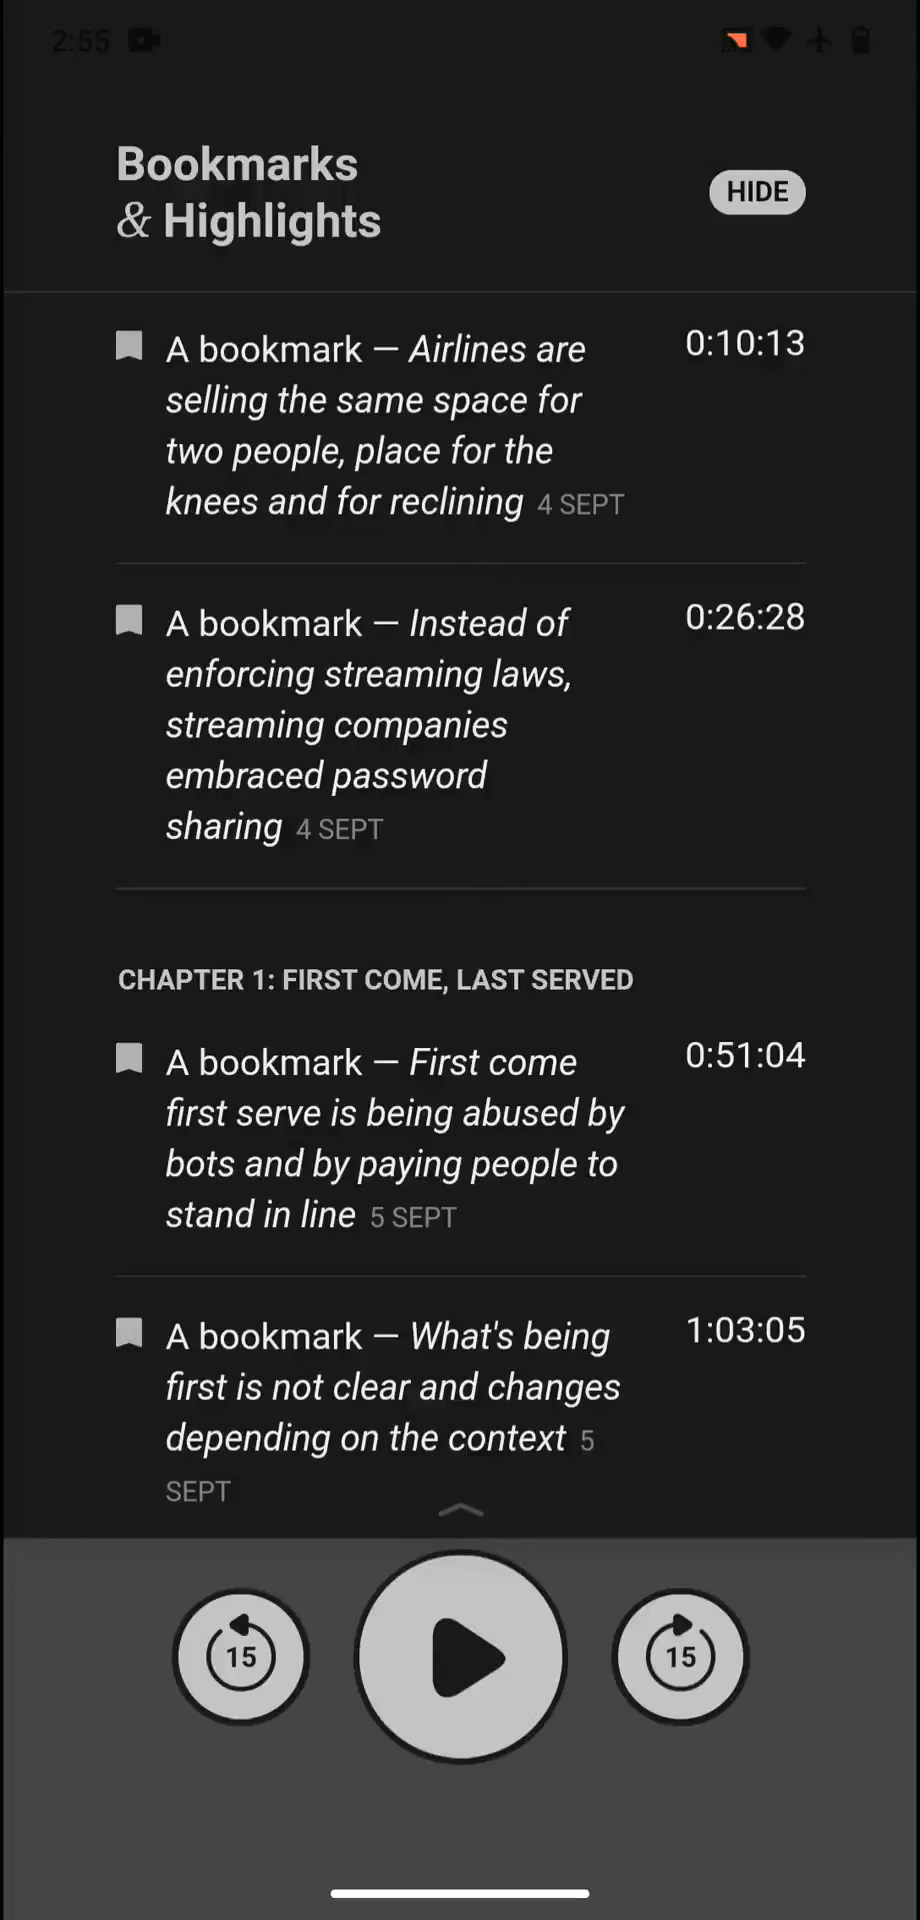 2:55
Bookmarks
& Highlights
HIDE
A bookmark — Airlines are
selling the same space for
two people, place for the
knees and for reclining 4 SEPT
0:10:13
A bookmark — Instead of
enforcing streaming laws,
streaming companies
embraced password
sharing 4 SEPT
0:26:28
CHAPTER 1: FIRST COME, LAST SERVED
A bookmark — First come
first serve is being abused by
bots and by paying people to
stand in line 5 SEPT
0:51:04
A bookmark — What's being
first is not clear and changes
depending on the context 5
SEPT
1:03:05
15
15